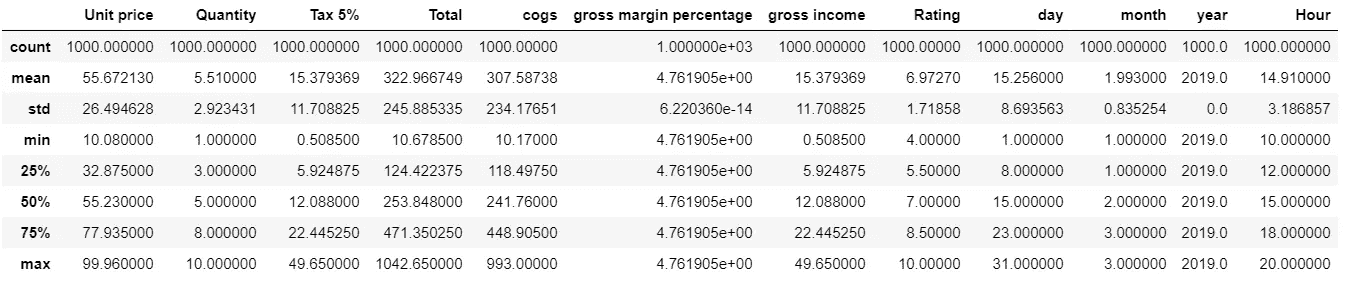 Unit price Quantity Tax 5% Total cogs gross margin percentage gross income Rating day month year Hour
count 1000.000000 1000.000000 1000.000000 1000.000000 1000.00000 1.000000e+03 1000.000000 1000.00000 1000.000000 1000.000000 1000.0 1000.000000
mean 55.672130 5.510000 15.379369 322.966749 307.58738 4.761905e+00 15.379369 6.97270 15.256000 1.993000 2019.0 14.910000
std 26.494628 2.923431 11.708825 245.885335 234.17651 6.220360e-14 11.708825 1.71858 8.693563 0.835254 0.0 3.186857
min 10.080000 1.000000 0.508500 10.678500 10.17000 4.761905e+00 0.508500 4.00000 1.000000 1.000000 2019.0 10.000000
25% 32.875000 3.000000 5.924875 124.422375 118.49750 4.761905e+00 5.924875 5.50000 8.000000 1.000000 2019.0 12.000000
50% 55.230000 5.000000 12.088000 253.848000 241.76000 4.761905e+00 12.088000 7.00000 15.000000 2.000000 2019.0 15.000000
75% 77.935000 8.000000 22.445250 471.350250 448.90500 4.761905e+00 22.445250 8.50000 23.000000 3.000000 2019.0 18.000000
max 99.960000 10.000000 49.650000 1042.650000 993.00000 4.761905e+00 49.650000 10.00000 31.000000 3.000000 2019.0 20.000000